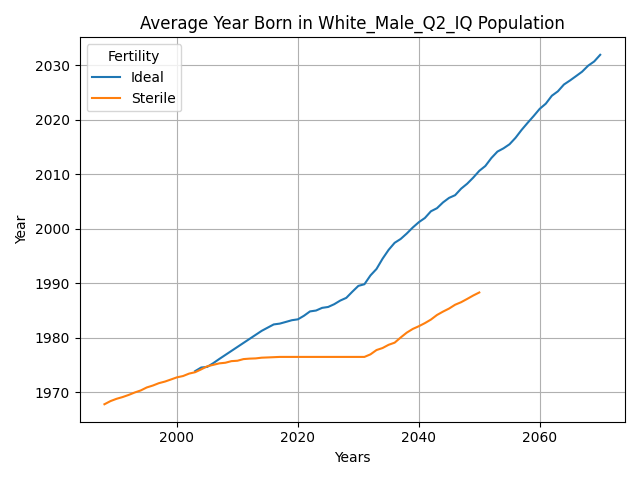 Average Year Born in White_Male_Q2_IQ Population
Fertility
Ideal
Sterile
Year
2030
2020
2010
2000
1990
1980
1970
2000
2020
2040
2060
Years